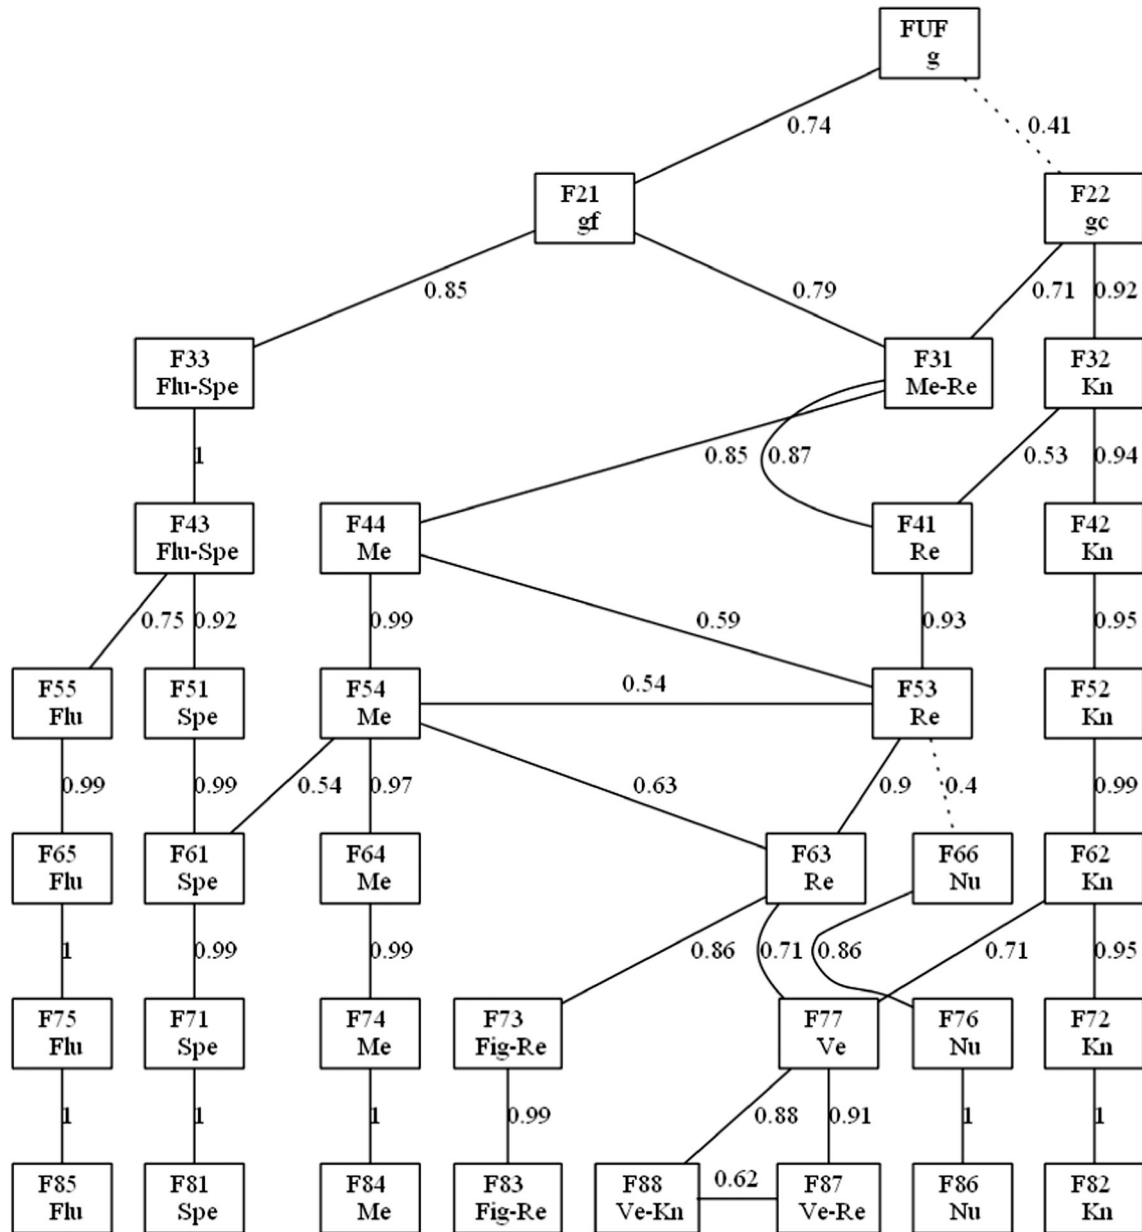 FUF
g
0.74
0.41
F21
gf
F22
gc
0.85
0.79
0.71
0.92
F33
Flu-Spe
F31
Me-Re
F32
Kn
1
0.85
0.87
0.53
0.94
F43
Flu-Spe
F44
Me
F41
Re
F42
Kn
0.75
0.92
0.99
0.59
0.93
0.95
F55
Flu
F51
Spe
F54
Me
0.54
F53
Re
F52
Kn
0.99
0.99
0.54
0.97
0.63
0.9
0.4
0.99
F65
Flu
F61
Spe
F64
Me
F63
Re
F66
Nu
F62
Kn
1
0.99
0.99
0.86
0.71
0.86
0.71
0.95
F75
Flu
F71
Spe
F74
Me
F73
Fig-Re
F77
Ve
F76
Nu
F72
Kn
1
1
1
0.99
0.88
0.91
1
1
F85
Flu
F81
Spe
F84
Me
F83
Fig-Re
F88
Ve-Kn
0.62
F87
Ve-Re
F86
Nu
F82
Kn